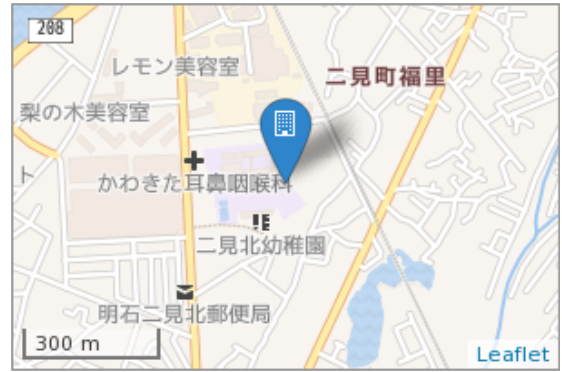 208
レモン美容室
二見町福里
梨の木美容室
ト
かわきた耳鼻咽喉科
二見北幼稚園
明石二見北郵便局
300 m
Leaflet